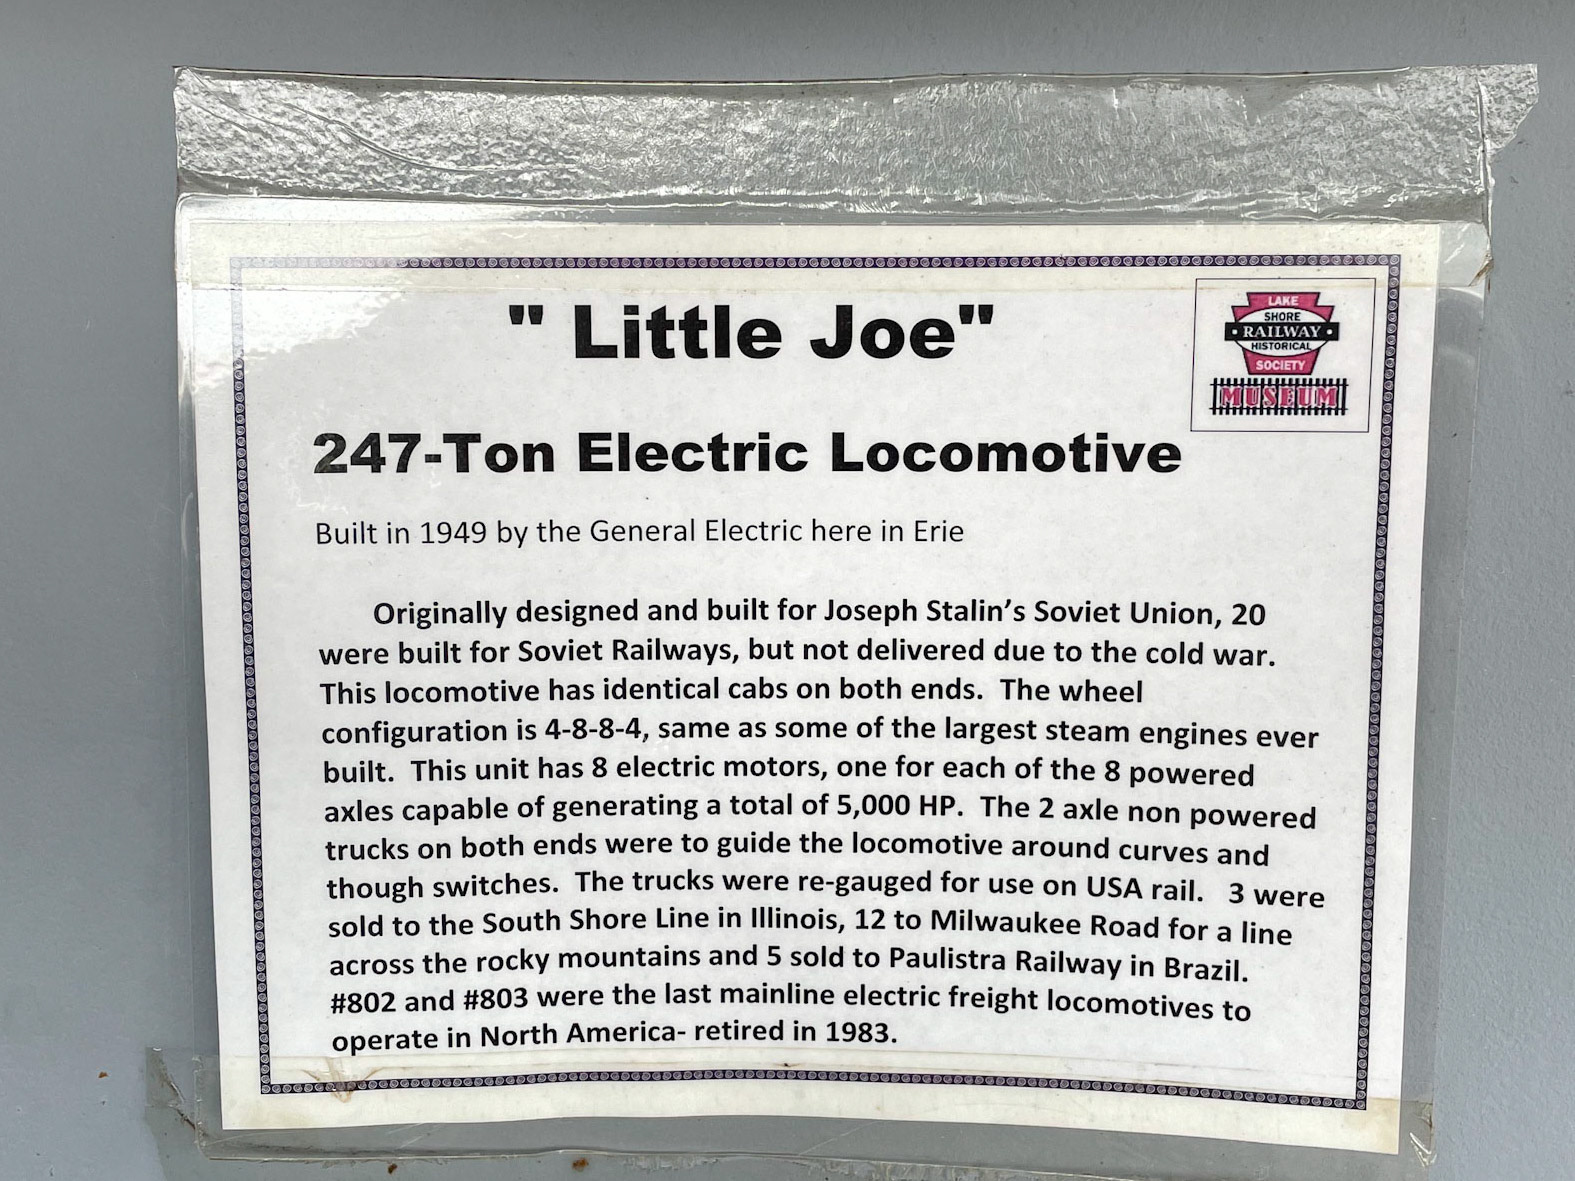 " Little Joe"
LAKE
SHORE
RAILWAY
HISTORICAL
SOCIETY
MUSEUM
247-Ton Electric Locomotive
Built in 1949 by the General Electric here in Erie
Originally designed and built for Joseph Stalin's Soviet Union, 20
were built for Soviet Railways, but not delivered due to the cold war.
This locomotive has identical cabs on both ends. The wheel
configuration is 4-8-8-4, same as some of the largest steam engines ever
built. This unit has 8 electric motors, one for each of the 8 powered
axles capable of generating a total of 5,000 HP. The 2 axle non powered
trucks on both ends were to guide the locomotive around curves and
though switches. The trucks were re-gauged for use on USA rail. 3 were
sold to the South Shore Line in Illinois, 12 to Milwaukee Road for a line
across the rocky mountains and 5 sold to Paulistra Railway in Brazil.
#802 and #803 were the last mainline electric freight locomotives to
operate in North America- retired in 1983.